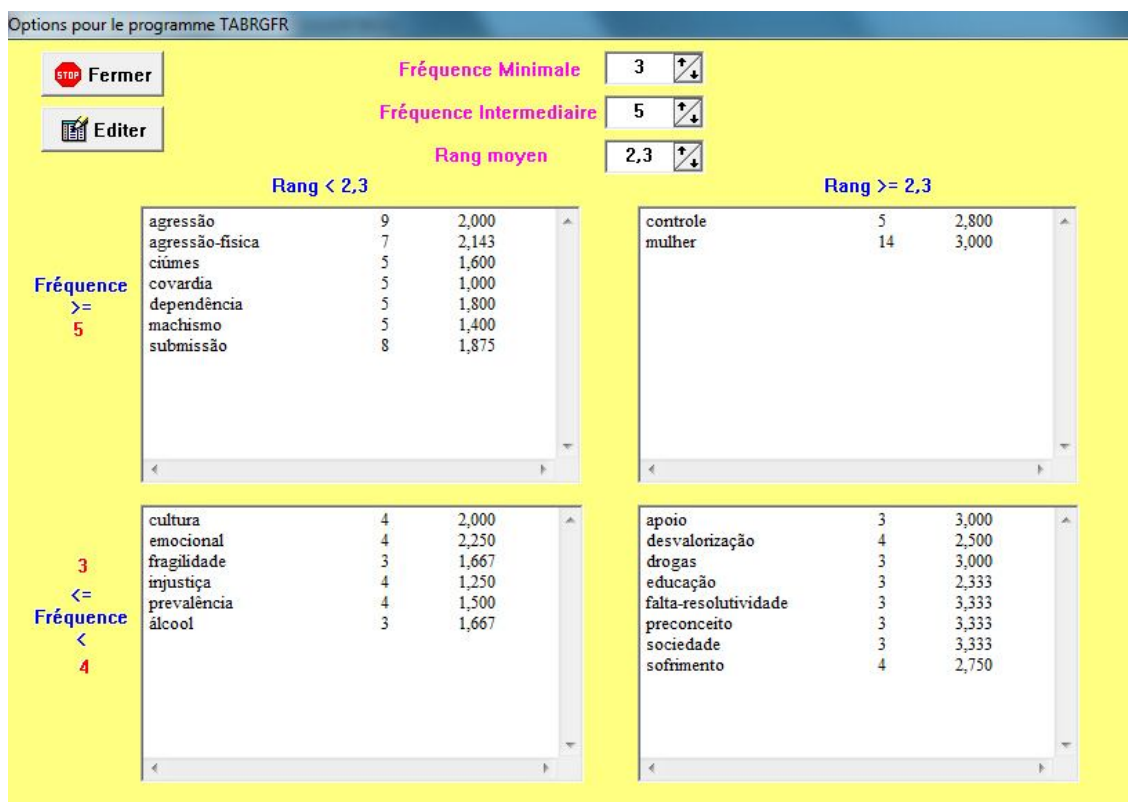 Options pour le programme TABRGFR
STOP Fermer
Fréquence Minimale 3
Editer
Fréquence Intermediaire 5
Rang moyen 2,3
Rang < 2,3
Rang >= 2,3
Fréquence
>=
5
agressão 9 2,000
agressão-física 7 2,143
ciúmes 5 1,600
covardia 5 1,000
dependência 5 1,800
machismo 5 1,400
submissão 8 1,875
controle 5 2,800
mulher 14 3,000
3
<=
Fréquence
<
4
cultura 4 2,000
emocional 4 2,250
fragilidade 3 1,667
injustiça 4 1,250
prevalência 4 1,500
álcool 3 1,667
apoio 3 3,000
desvalorização 4 2,500
drogas 3 3,000
educação 3 2,333
falta-resolutividade 3 3,333
preconceito 3 3,333
sociedade 3 3,333
sofrimento 4 2,750